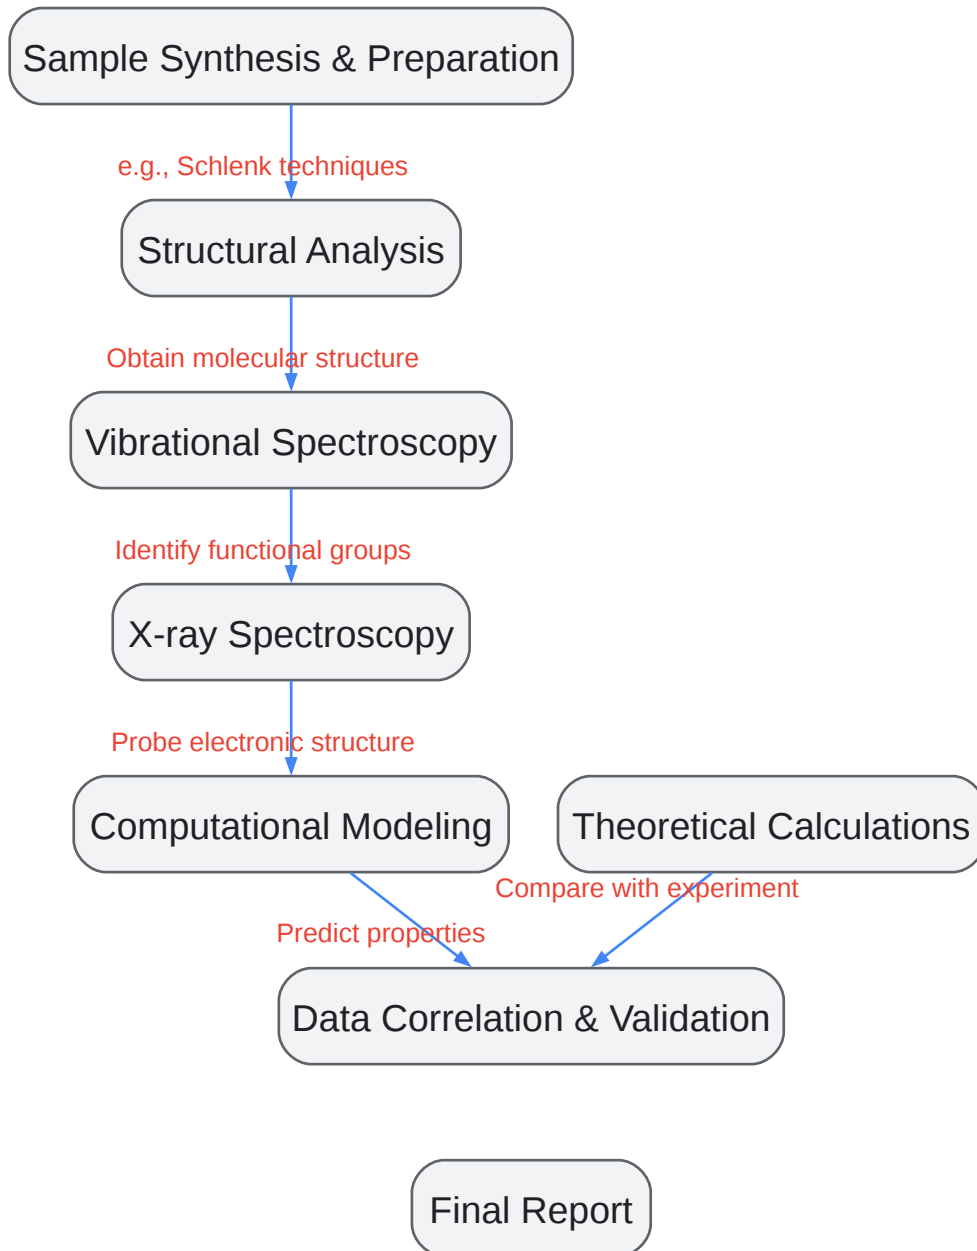 Sample Synthesis & Preparation
e.g., Schlenk techniques
Structural Analysis
Obtain molecular structure
Vibrational Spectroscopy
Identify functional groups
X-ray Spectroscopy
Probe electronic structure
Computational Modeling
Theoretical Calculations
Compare with experiment
Predict properties
Data Correlation & Validation
Final Report